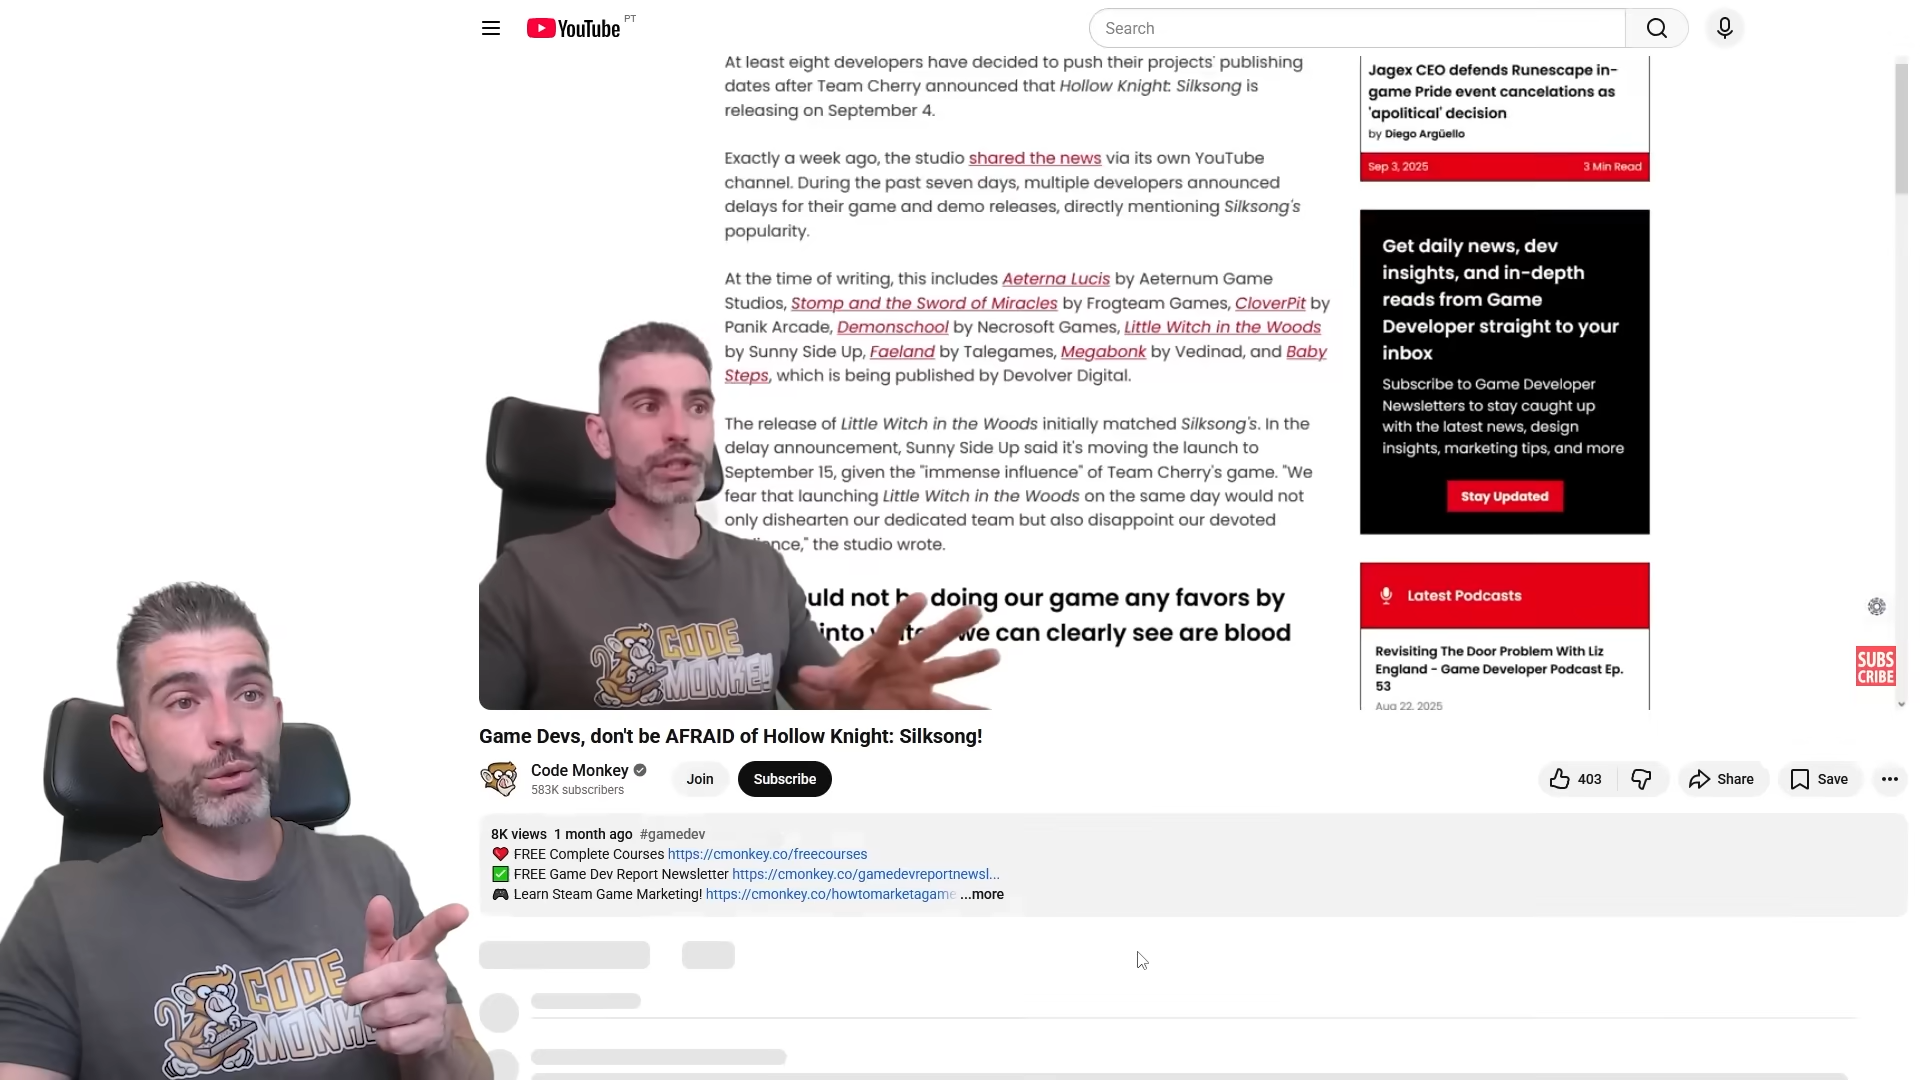 YouTube PT
Search
At least eight developers have decided to push their projects' publishing
dates after Team Cherry announced that Hollow Knight: Silksong is
releasing on September 4.
Exactly a week ago, the studio shared the news via its own YouTube
channel. During the past seven days, multiple developers announced
delays for their game and demo releases, directly mentioning Silksong's
popularity.
At the time of writing, this includes Aeterna Lucis by Aeternum Game
Studios, Stomp and the Sword of Miracles by Frogteam Games, CloverPit by
Panik Arcade, Demonschool by Necrosoft Games, Little Witch in the Woods
by Sunny Side Up, Faeland by Talegames, Megabonk by Vedinad, and Baby
Steps, which is being published by Devolver Digital.
The release of Little Witch in the Woods initially matched Silksong's. In the
delay announcement, Sunny Side Up said it's moving the launch to
September 15, given the "immense influence" of Team Cherry's game. "We
fear that launching Little Witch in the Woods on the same day would not
only dishearten our dedicated team but also disappoint our devoted
the studio wrote.
not doing our game any favors by
into we can clearly see are blood
Jagex CEO defends Runescape in-
game Pride event cancelations as
'apolitical' decision
by Diego Argüello
Sep 3, 2025 3 Min Read
Get daily news, dev
insights, and in-depth
reads from Game
Developer straight to your
inbox
Subscribe to Game Developer
Newsletters to stay caught up
with the latest news, design
insights, marketing tips, and more
Stay Updated
Latest Podcasts
Revisiting The Door Problem With Liz
England - Game Developer Podcast Ep.
53
Aug 22, 2025
SUBS
CRIBE
CODE
MONKEY
Game Devs, don't be AFRAID of Hollow Knight: Silksong!
Code Monkey
583K subscribers
Join
Subscribe
403
Share
Save
8K views 1 month ago #gamedev
FREE Complete Courses https://cmonkey.co/freecourses
FREE Game Dev Report Newsletter https://cmonkey.co/gamedevreportnewsl...
Learn Steam Game Marketing! https://cmonkey.co/howtomarketagame ...more
CODE
MONKE